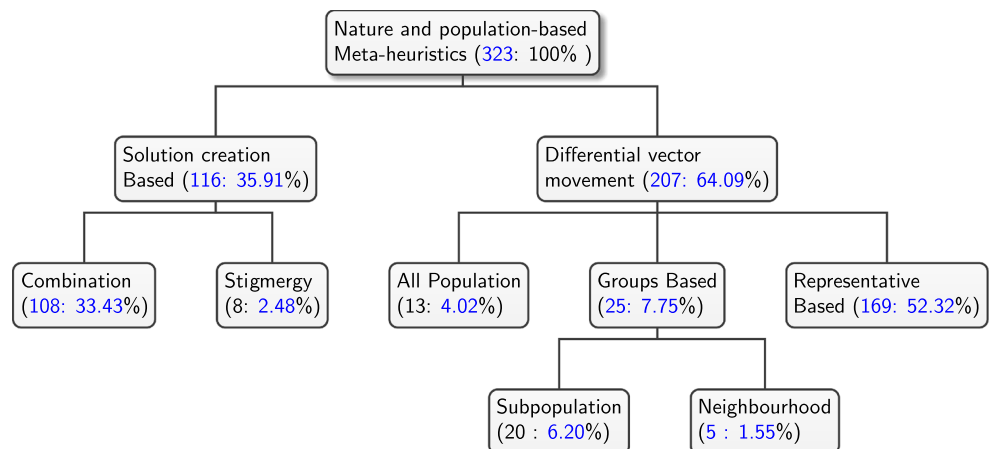 Nature and population-based
Meta-heuristics (323: 100% )
Solution creation
Based (116: 35.91%)
Differential vector
movement (207: 64.09%)
Combination
(108: 33.43%)
Stigmergy
(8: 2.48%)
All Population
(13: 4.02%)
Groups Based
(25: 7.75%)
Representative
Based (169: 52.32%)
Subpopulation
(20 : 6.20%)
Neighbourhood
(5 : 1.55%)